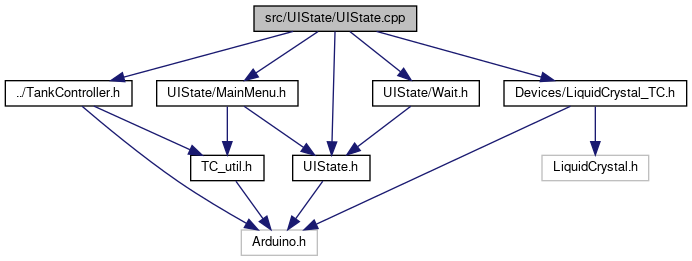 src/UIState/UIState.cpp
../TankController.h
UIState/MainMenu.h
UIState/Wait.h
Devices/LiquidCrystal_TC.h
TC_util.h
UIState.h
LiquidCrystal.h
Arduino.h